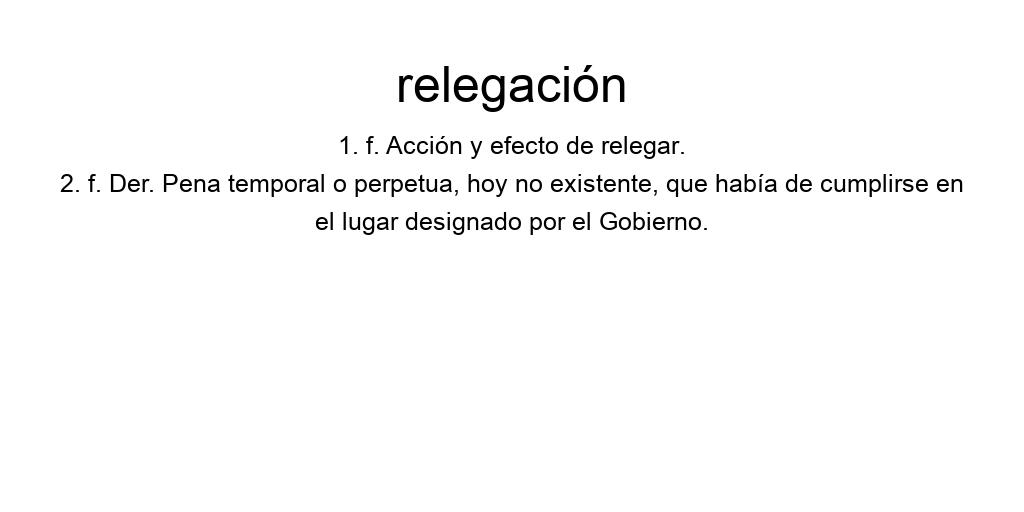 relegación
1. f. Acción y efecto de relegar.
2. f. Der. Pena temporal o perpetua, hoy no existente, que había de cumplirse en
el lugar designado por el Gobierno.